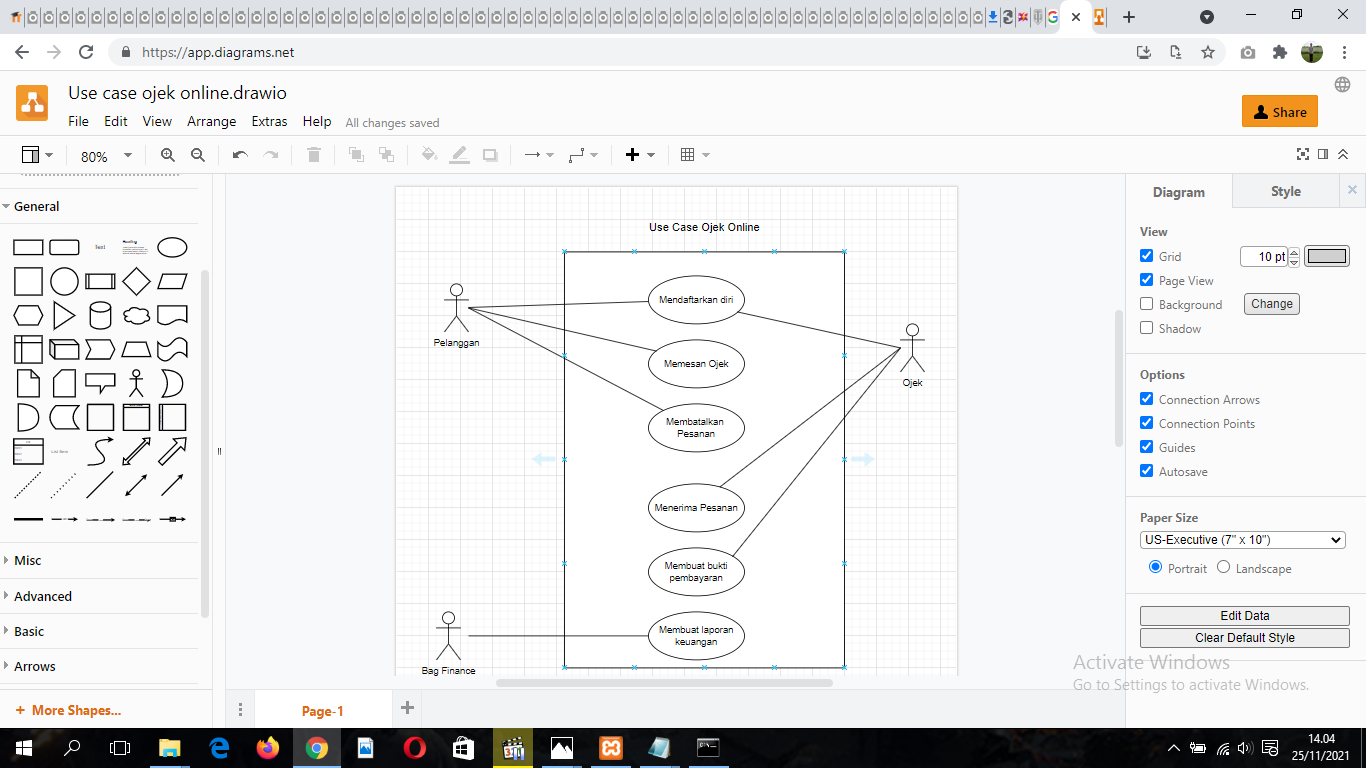 https://app.diagrams.net
Use case ojek online.drawio
File Edit View Arrange Extras Help All changes saved
Share
80%
General
Text
Heading
Misc
Advanced
Basic
Arrows
+ More Shapes...
Use Case Ojek Online
Mendaftarkan diri
Pelanggan
Memesan Ojek
Ojek
Membatalkan
Pesanan
Menerima Pesanan
Membuat bukti
pembayaran
Membuat laporan
keuangan
Bag Finance
Page-1
Diagram Style
View
Grid 10 pt
Page View
Background Change
Shadow
Options
Connection Arrows
Connection Points
Guides
Autosave
Paper Size
US-Executive (7" x 10")
Portrait Landscape
Edit Data
Clear Default Style
Activate Windows
Go to Settings to activate Windows.
14.04
25/11/2021